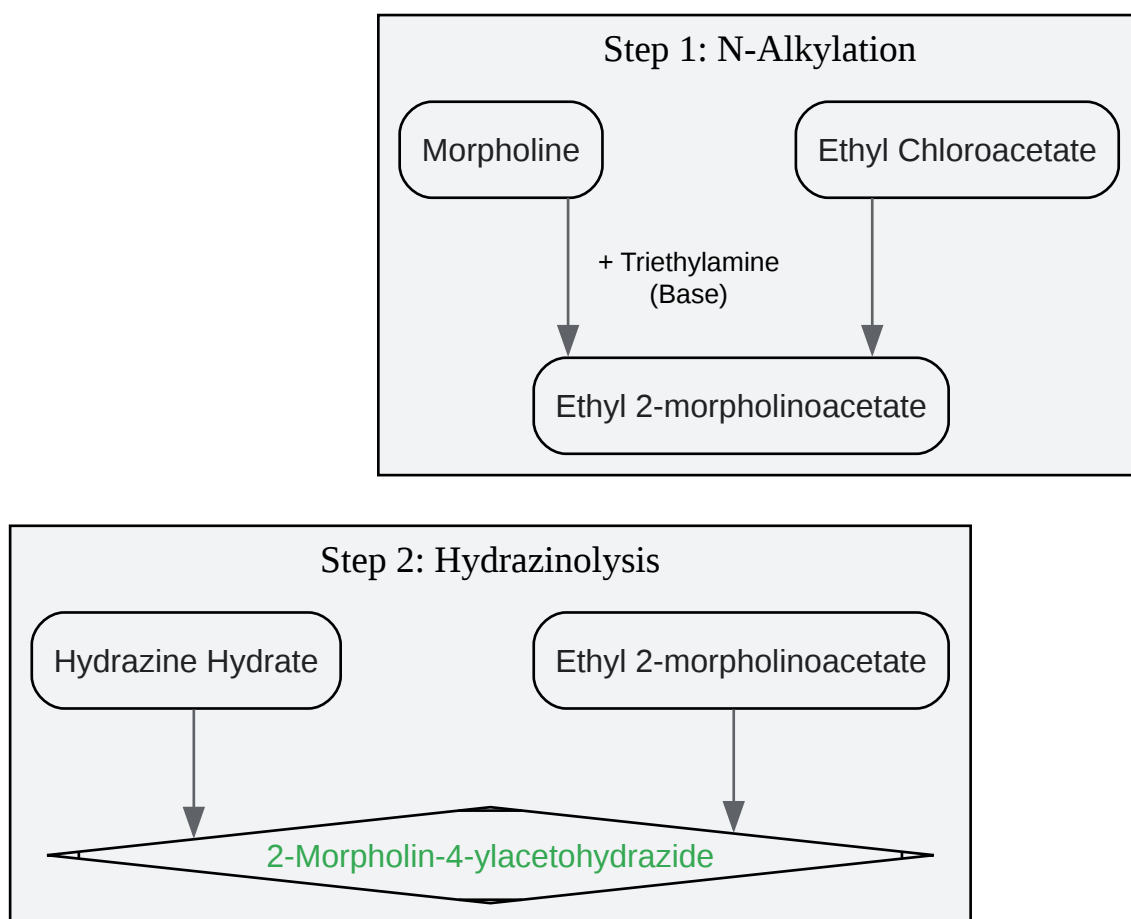 Step 1: N-Alkylation
Morpholine
Ethyl Chloroacetate
+ Triethylamine
(Base)
Ethyl 2-morpholinoacetate
Step 2: Hydrazinolysis
Hydrazine Hydrate
Ethyl 2-morpholinoacetate
2-Morpholin-4-ylacetohydrazide